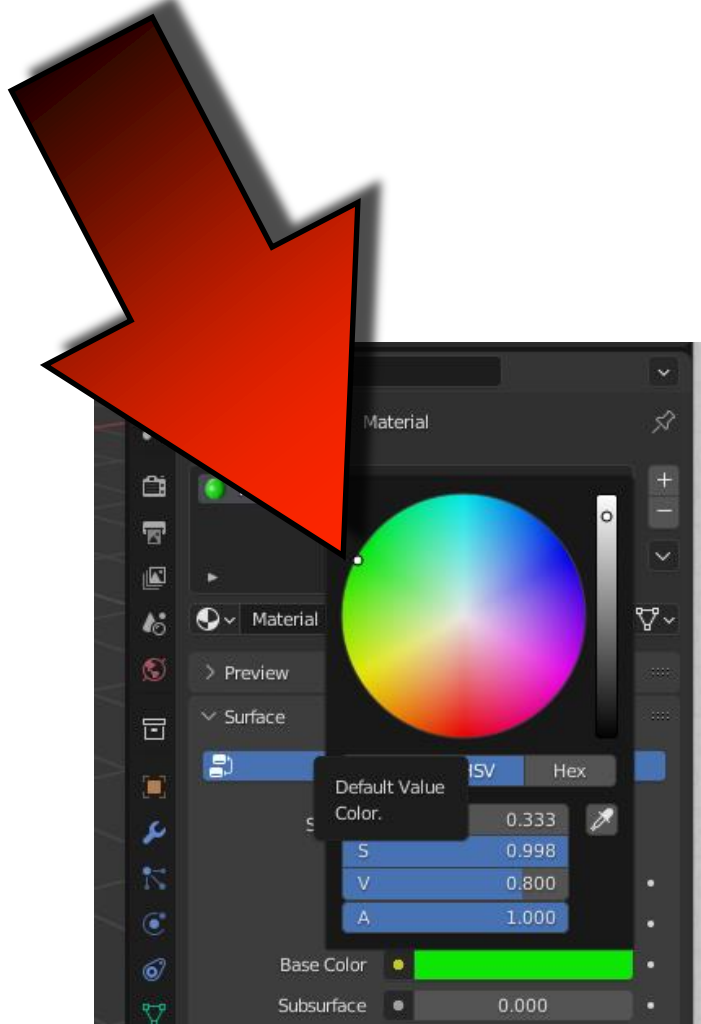 Material
+
−
Material
Preview
Surface
HSV
Hex
Default Value
Color.
0.333
S
0.998
V
0.800
A
1.000
Base Color
Subsurface
0.000